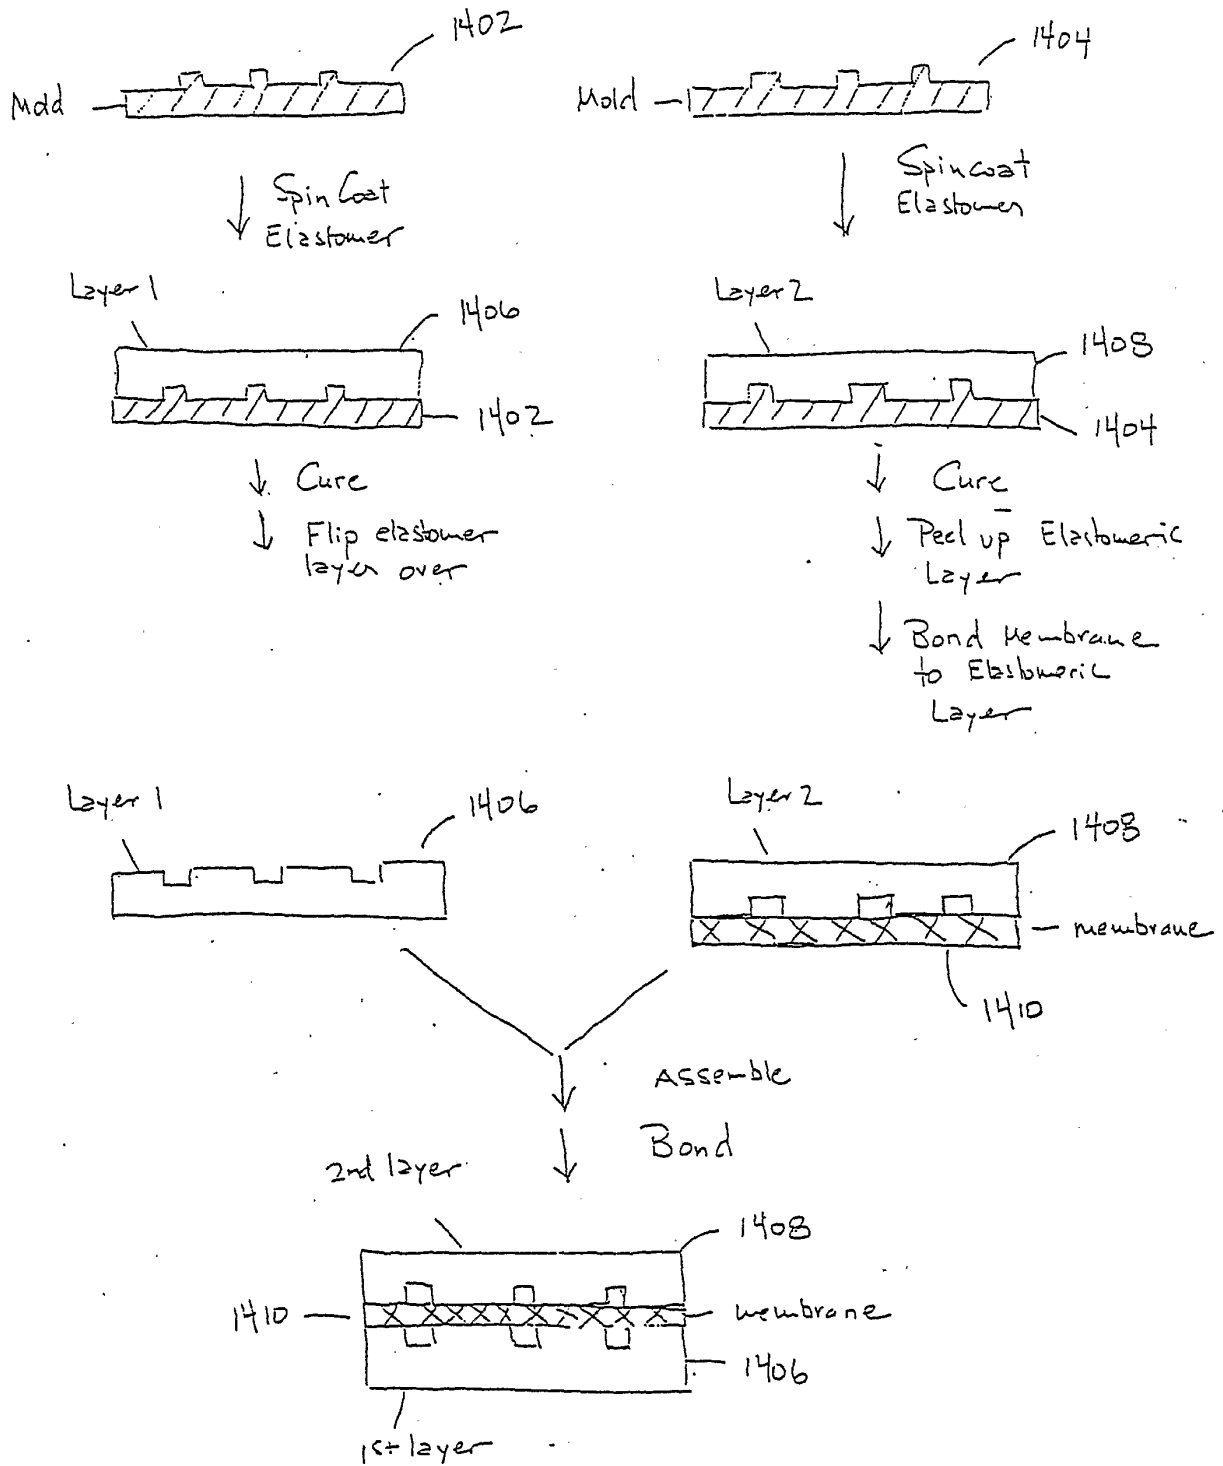 1402
1404
Mold
Mold
Spin Coat
Elastomer
Spincoat
Elastomer
Layer 1
1406
Layer 2
1408
1402
1404
Cure
Flip elastomer
layer over
Cure
Peel up Elastomeric
Layer
Bond Membrane
to Elastomeric
Layer
Layer 1
1406
Layer 2
1408
membrane
1410
Assemble
Bond
2nd layer
1408
1410
membrane
1406
1st layer